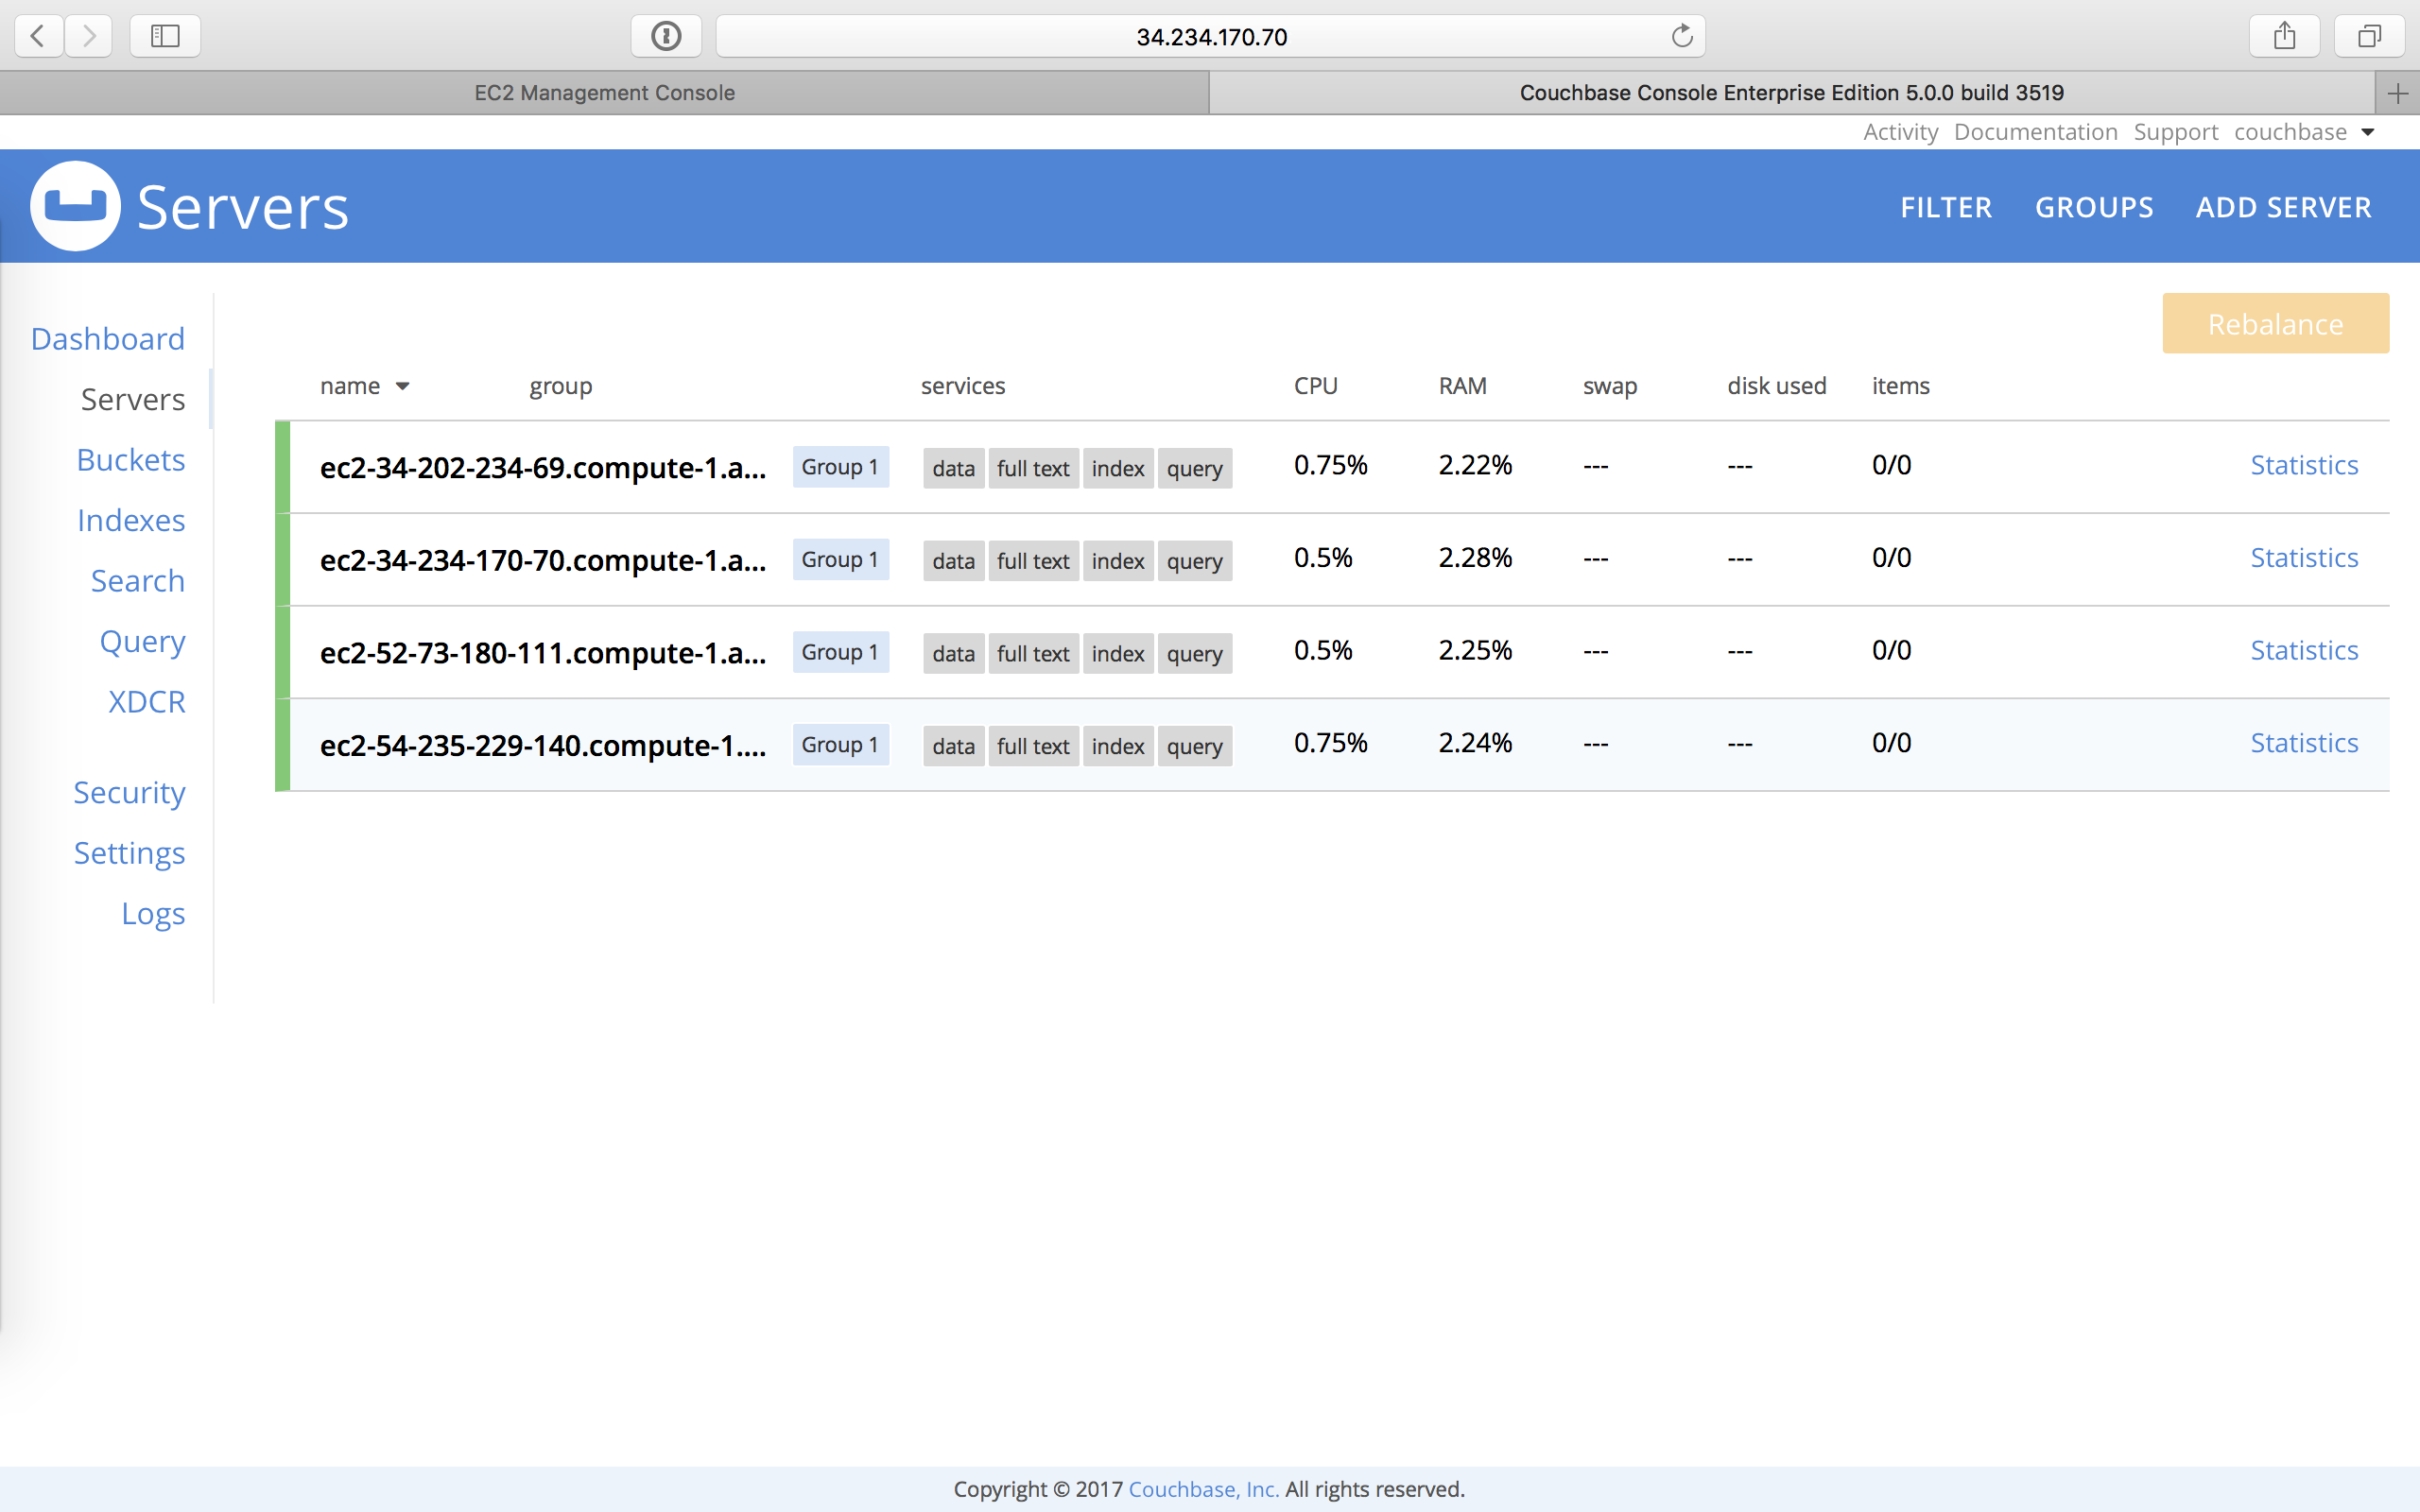 34.234.170.70
EC2 Management Console
Couchbase Console Enterprise Edition 5.0.0 build 3519
Activity Documentation Support couchbase
Servers
FILTER GROUPS ADD SERVER
Dashboard
Servers
Buckets
Indexes
Search
Query
XDCR
Security
Settings
Logs
Rebalance
name group services CPU RAM swap disk used items
ec2-34-202-234-69.compute-1.a... Group 1 data full text index query 0.75% 2.22% --- --- 0/0 Statistics
ec2-34-234-170-70.compute-1.a... Group 1 data full text index query 0.5% 2.28% --- --- 0/0 Statistics
ec2-52-73-180-111.compute-1.a... Group 1 data full text index query 0.5% 2.25% --- --- 0/0 Statistics
ec2-54-235-229-140.compute-1.... Group 1 data full text index query 0.75% 2.24% --- --- 0/0 Statistics
Copyright © 2017 Couchbase, Inc. All rights reserved.